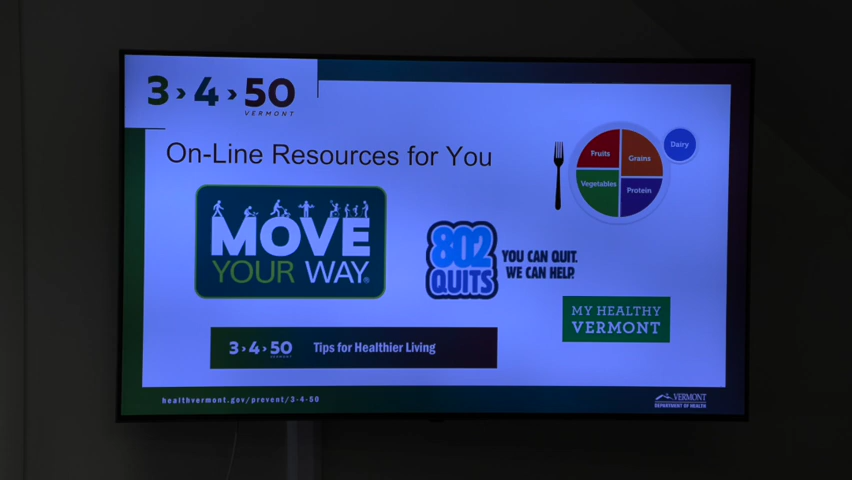 3 › 4 › 50
VERMONT
On-Line Resources for You
Fruits
Grains
Dairy
Vegetables
Protein
MOVE
YOUR WAY®
802
QUITS
YOU CAN QUIT.
WE CAN HELP.
MY HEALTHY
VERMONT
3 › 4 › 50
VERMONT
Tips for Healthier Living
healthvermont.gov/prevent/3-4-50
VERMONT
DEPARTMENT OF HEALTH